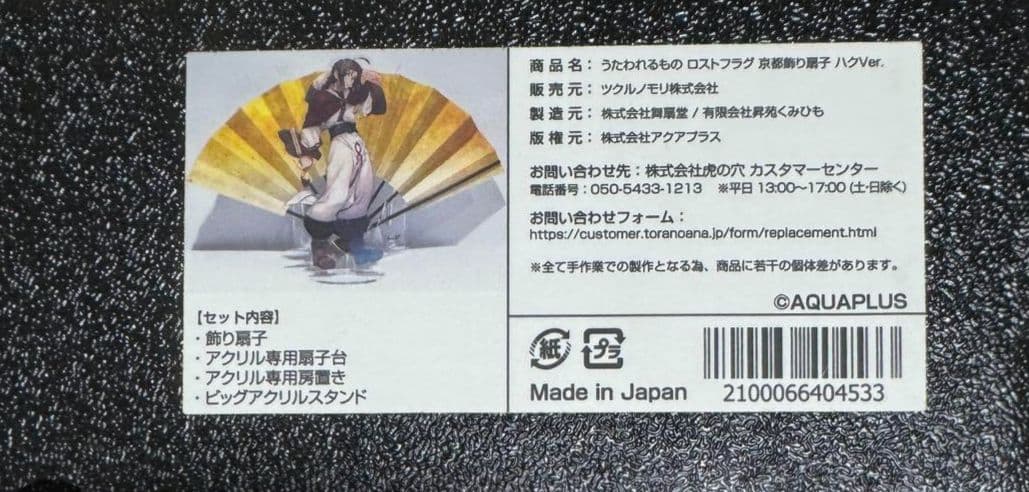 商品名： うたわれるもの ロストフラグ 京都飾り扇子 ハクVer.
販売元： ツクルノモリ株式会社
製造元： 株式会社舞扇堂 / 有限会社昇苑くみひも
版権元： 株式会社アクアプラス
お問い合わせ先：株式会社虎の穴 カスタマーセンター
電話番号：050-5433-1213 ※平日 13:00～17:00 (土・日除く)
お問い合わせフォーム：
https://customer.toranoana.jp/form/replacement.html
※全て手作業での製作となる為、商品に若干の個体差があります。
©AQUAPLUS
【セット内容】
・飾り扇子
・アクリル専用扇子台
・アクリル専用房置き
・ビッグアクリルスタンド
紙 プラ
Made in Japan
2100066404533